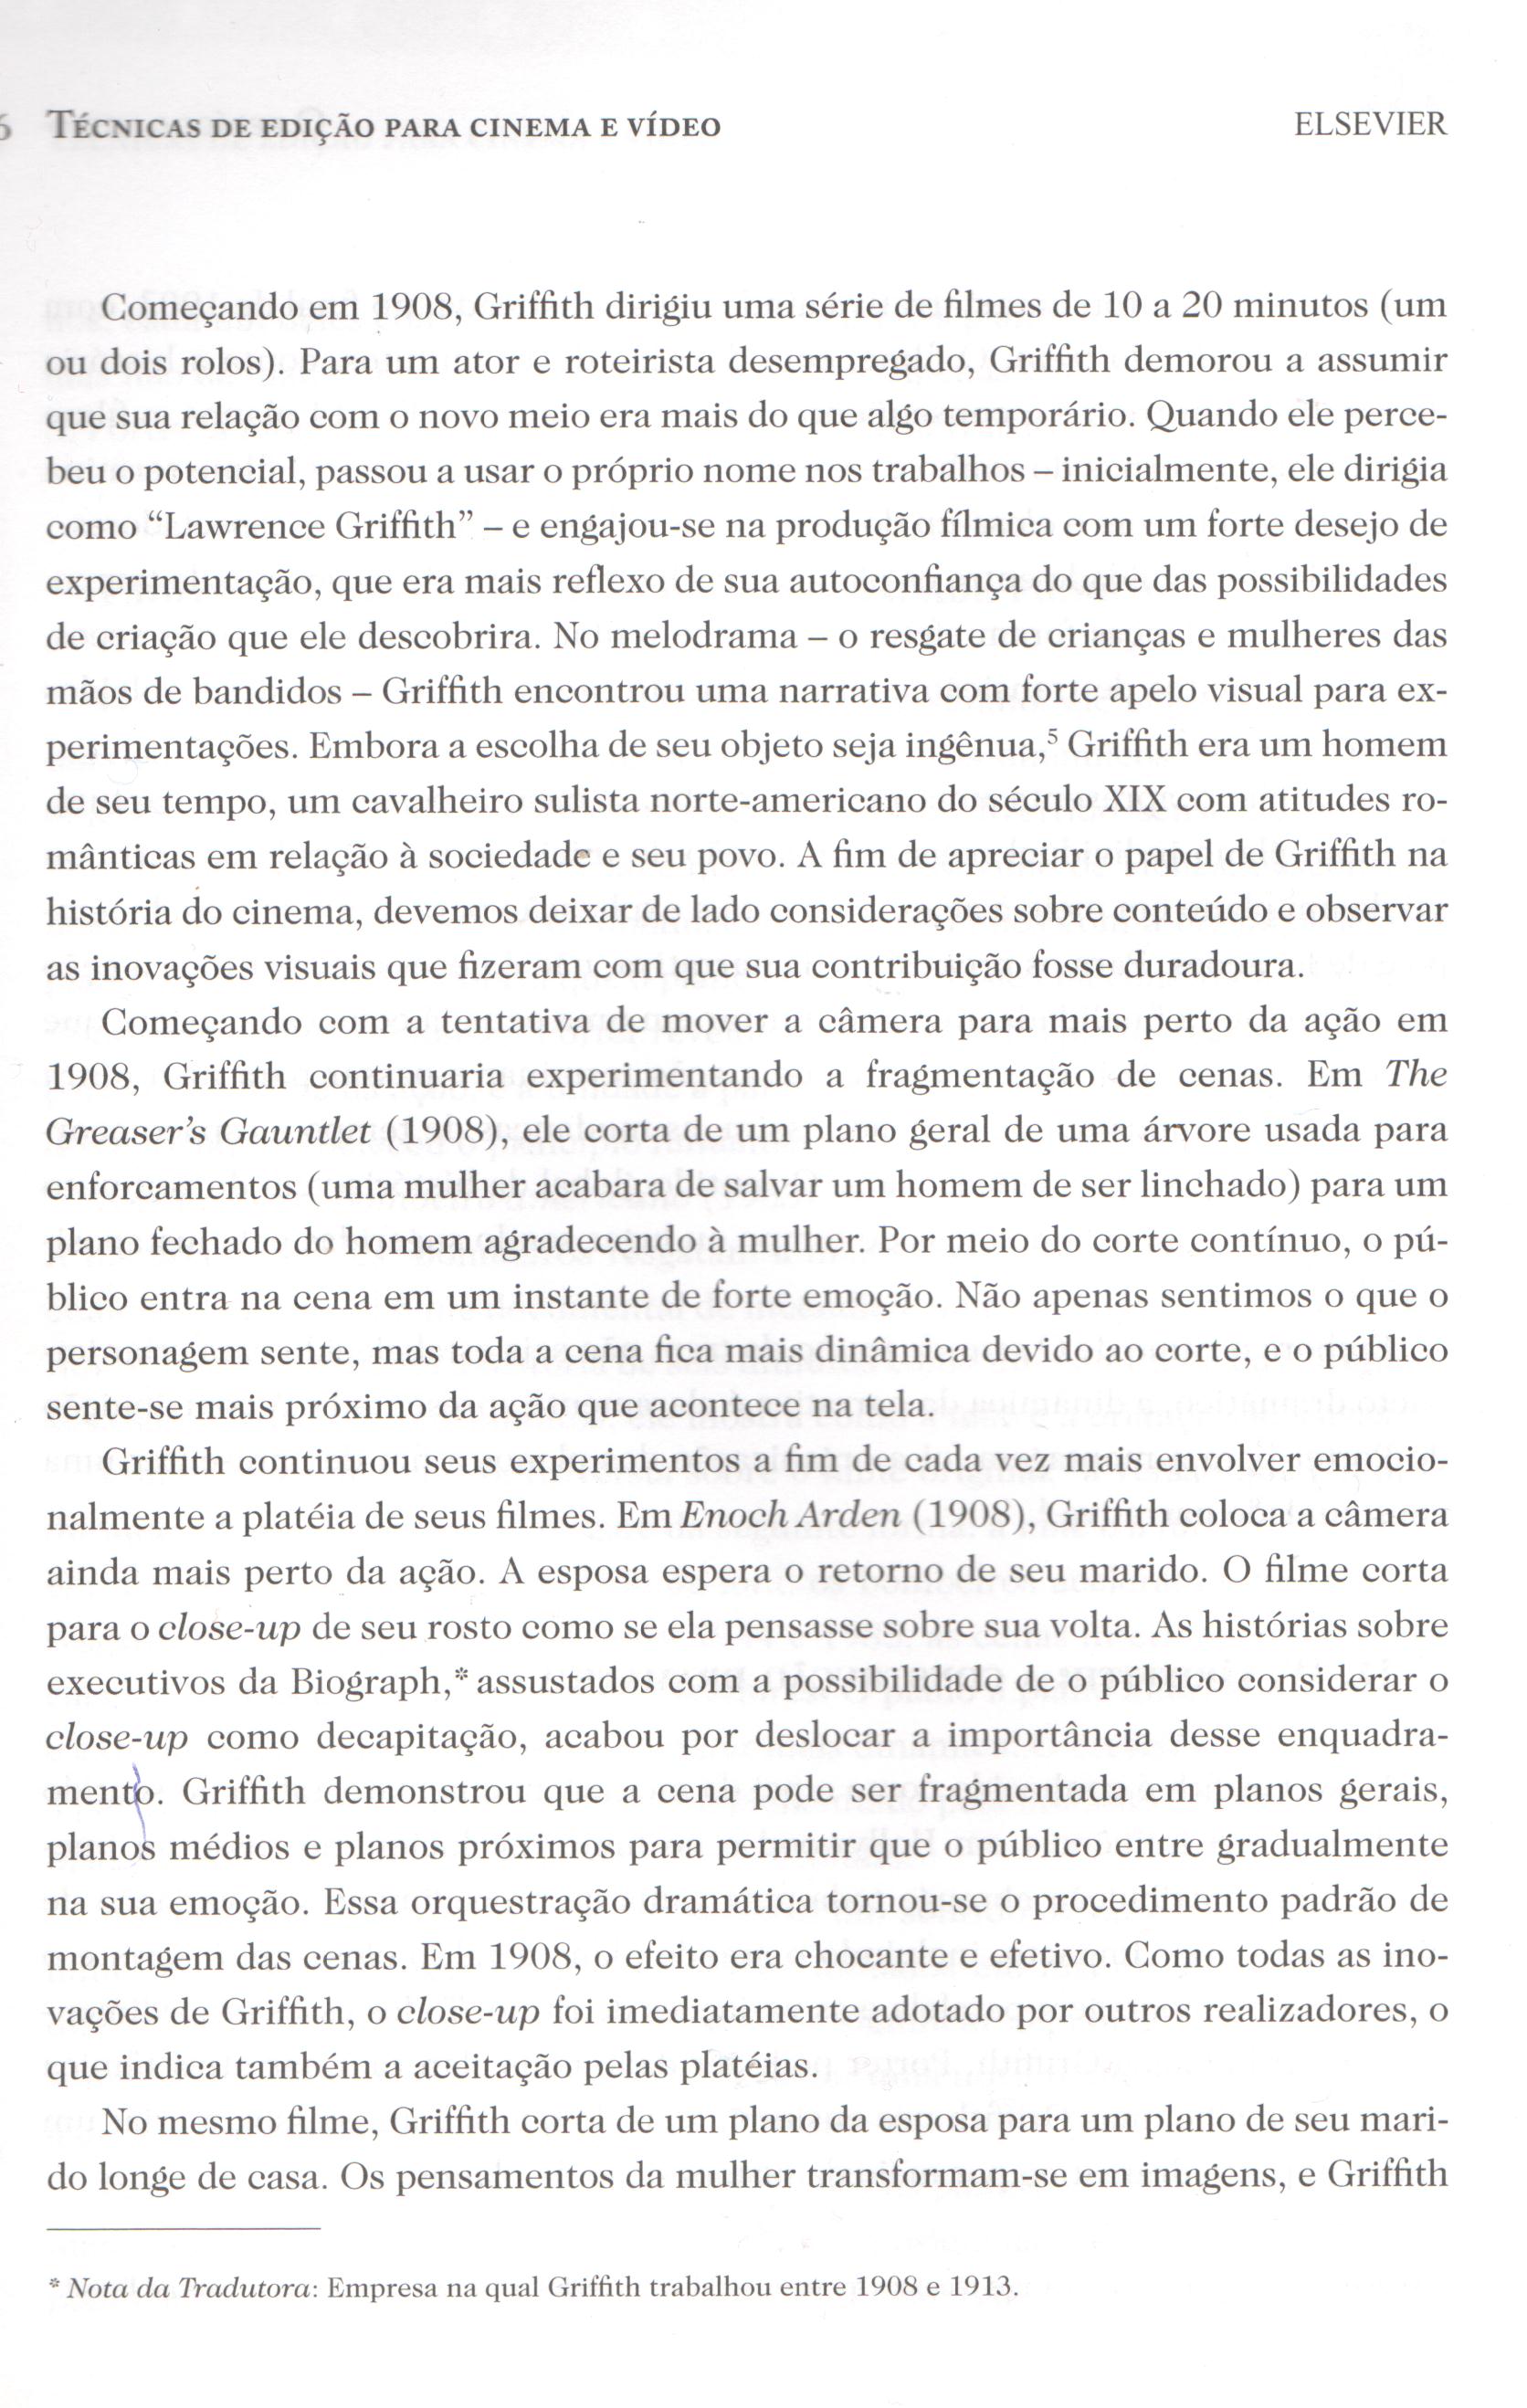 6 TÉCNICAS DE EDIÇÃO PARA CINEMA E VÍDEO ELSEVIER
Começando em 1908, Griffith dirigiu uma série de filmes de 10 a 20 minutos (um
ou dois rolos). Para um ator e roteirista desempregado, Griffith demorou a assumir
que sua relação com o novo meio era mais do que algo temporário. Quando ele perce-
beu o potencial, passou a usar o próprio nome nos trabalhos – inicialmente, ele dirigia
como “Lawrence Griffith” – e engajou-se na produção fílmica com um forte desejo de
experimentação, que era mais reflexo de sua autoconfiança do que das possibilidades
de criação que ele descobrira. No melodrama – o resgate de crianças e mulheres das
mãos de bandidos – Griffith encontrou uma narrativa com forte apelo visual para ex-
perimentações. Embora a escolha de seu objeto seja ingênua,⁵ Griffith era um homem
de seu tempo, um cavalheiro sulista norte-americano do século XIX com atitudes ro-
mânticas em relação à sociedade e seu povo. A fim de apreciar o papel de Griffith na
história do cinema, devemos deixar de lado considerações sobre conteúdo e observar
as inovações visuais que fizeram com que sua contribuição fosse duradoura.
Começando com a tentativa de mover a câmera para mais perto da ação em
1908, Griffith continuaria experimentando a fragmentação de cenas. Em The
Greaser’s Gauntlet (1908), ele corta de um plano geral de uma árvore usada para
enforcamentos (uma mulher acabara de salvar um homem de ser linchado) para um
plano fechado do homem agradecendo à mulher. Por meio do corte contínuo, o pú-
blico entra na cena em um instante de forte emoção. Não apenas sentimos o que o
personagem sente, mas toda a cena fica mais dinâmica devido ao corte, e o público
sente-se mais próximo da ação que acontece na tela.
Griffith continuou seus experimentos a fim de cada vez mais envolver emocio-
nalmente a platéia de seus filmes. Em Enoch Arden (1908), Griffith coloca a câmera
ainda mais perto da ação. A esposa espera o retorno de seu marido. O filme corta
para o close-up de seu rosto como se ela pensasse sobre sua volta. As histórias sobre
executivos da Biograph,* assustados com a possibilidade de o público considerar o
close-up como decapitação, acabou por deslocar a importância desse enquadra-
mento. Griffith demonstrou que a cena pode ser fragmentada em planos gerais,
planos médios e planos próximos para permitir que o público entre gradualmente
na sua emoção. Essa orquestração dramática tornou-se o procedimento padrão de
montagem das cenas. Em 1908, o efeito era chocante e efetivo. Como todas as ino-
vações de Griffith, o close-up foi imediatamente adotado por outros realizadores, o
que indica também a aceitação pelas platéias.
No mesmo filme, Griffith corta de um plano da esposa para um plano de seu mari-
do longe de casa. Os pensamentos da mulher transformam-se em imagens, e Griffith
* Nota da Tradutora: Empresa na qual Griffith trabalhou entre 1908 e 1913.